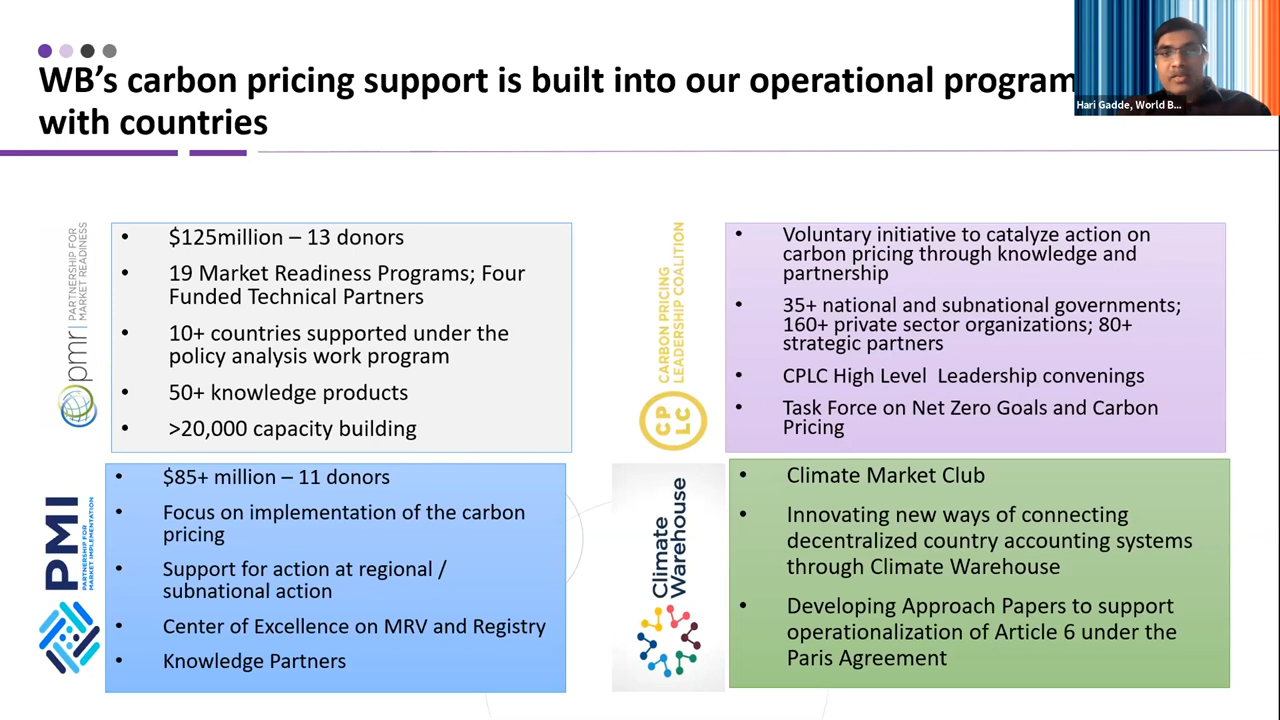 WB's carbon pricing support is built into our operational program
with countries
Hari Gadde, World B...
pmr
PARTNERSHIP FOR
MARKET READINESS
• $125million – 13 donors
• 19 Market Readiness Programs; Four
Funded Technical Partners
• 10+ countries supported under the
policy analysis work program
• 50+ knowledge products
• >20,000 capacity building
CPLC
CARBON PRICING
LEADERSHIP COALITION
• Voluntary initiative to catalyze action on
carbon pricing through knowledge and
partnership
• 35+ national and subnational governments;
160+ private sector organizations; 80+
strategic partners
• CPLC High Level  Leadership convenings
• Task Force on Net Zero Goals and Carbon
Pricing
PMI
PARTNERSHIP FOR
MARKET IMPLEMENTATION
• $85+ million – 11 donors
• Focus on implementation of the carbon
pricing
• Support for action at regional /
subnational action
• Center of Excellence on MRV and Registry
• Knowledge Partners
Climate
Warehouse
• Climate Market Club
• Innovating new ways of connecting
decentralized country accounting systems
through Climate Warehouse
• Developing Approach Papers to support
operationalization of Article 6 under the
Paris Agreement